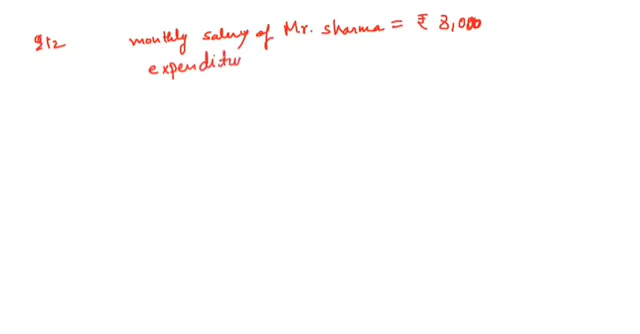 Q12 monthly salary of Mr. sharma = ₹ 8,000
expenditu